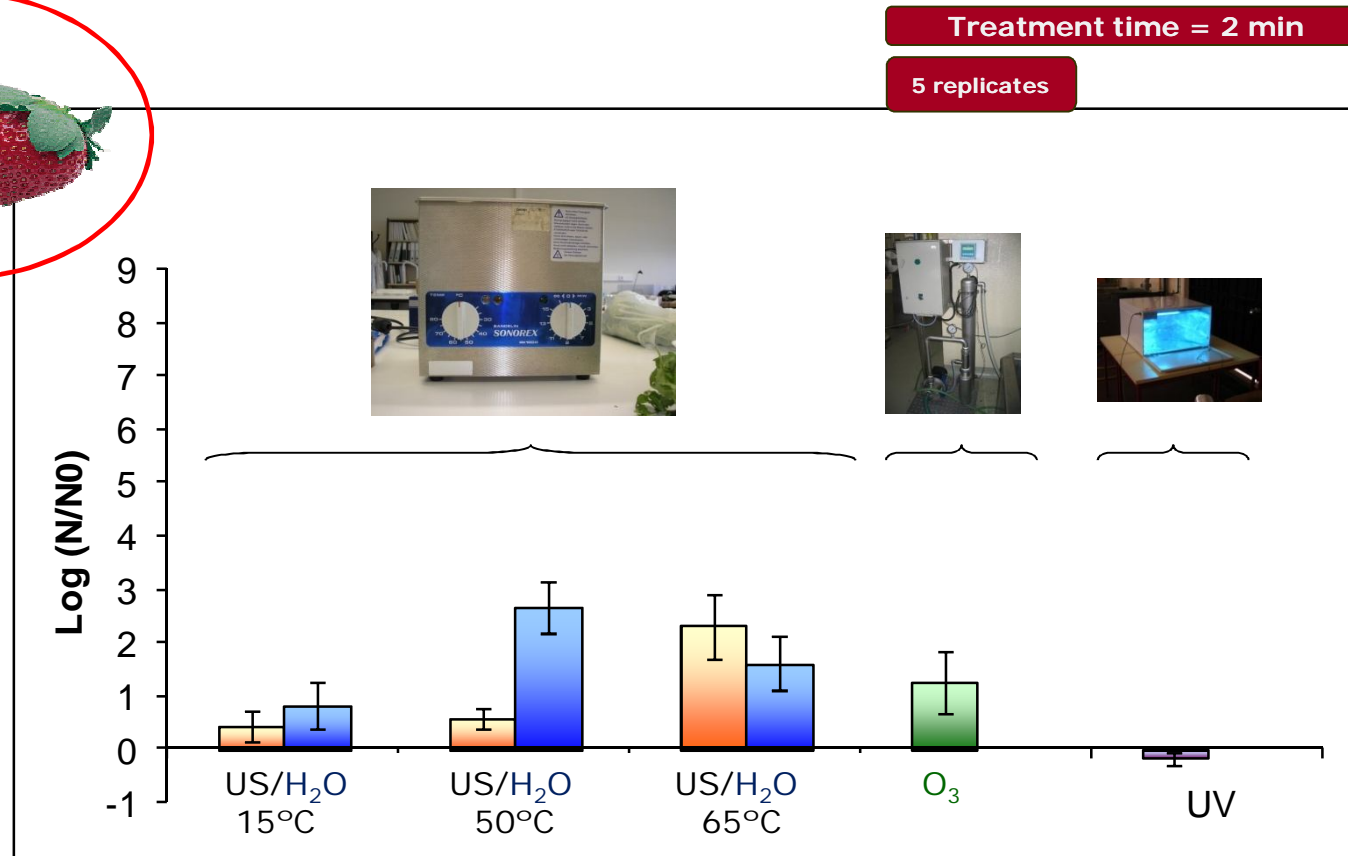 Treatment time = 2 min
5 replicates
SONOREX
9
8
7
6
5
4
3
2
1
0
-1
Log (N/N0)
US/H₂O
15°C
US/H₂O
50°C
US/H₂O
65°C
O₃
UV